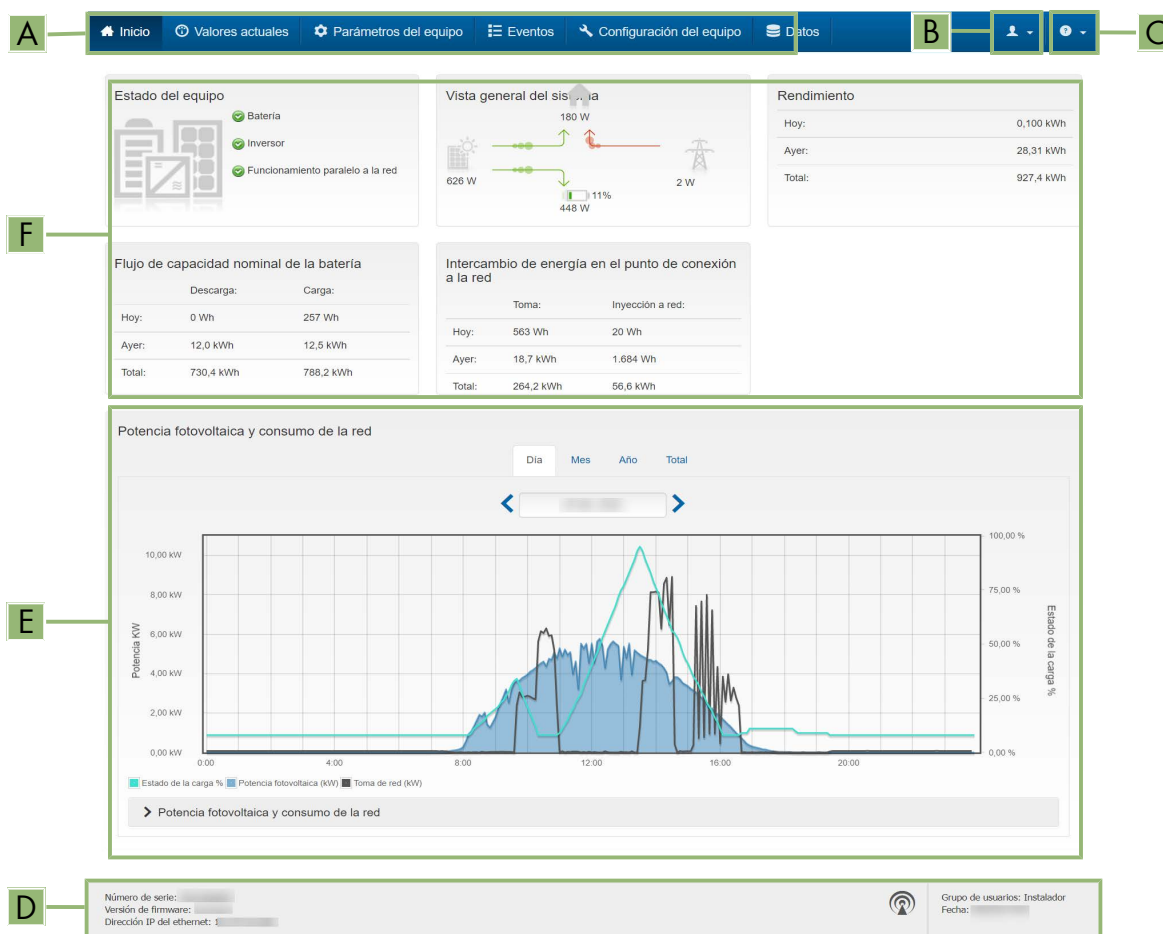 A
Inicio Valores actuales Parámetros del equipo Eventos Configuración del equipo Datos
B
C
F
Estado del equipo
Batería
Inversor
Funcionamiento paralelo a la red
Vista general del sistema
180 W
626 W
2 W
11%
448 W
Rendimiento
Hoy: 0,100 kWh
Ayer: 28,31 kWh
Total: 927,4 kWh
Flujo de capacidad nominal de la batería
Descarga: Carga:
Hoy: 0 Wh 257 Wh
Ayer: 12,0 kWh 12,5 kWh
Total: 730,4 kWh 788,2 kWh
Intercambio de energía en el punto de conexión
a la red
Toma: Inyección a red:
Hoy: 563 Wh 20 Wh
Ayer: 18,7 kWh 1.684 Wh
Total: 264,2 kWh 56,6 kWh
E
Potencia fotovoltaica y consumo de la red
Día Mes Año Total
Potencia KW
10,00 kW
8,00 kW
6,00 kW
4,00 kW
2,00 kW
0,00 kW
100,00 %
75,00 %
50,00 %
25,00 %
0,00 %
Estado de la carga %
0:00 4:00 8:00 12:00 16:00 20:00
Estado de la carga % Potencia fotovoltaica (kW) Toma de red (kW)
Potencia fotovoltaica y consumo de la red
D
Número de serie:
Versión de firmware:
Dirección IP del ethernet: 1
Grupo de usuarios: Instalador
Fecha: